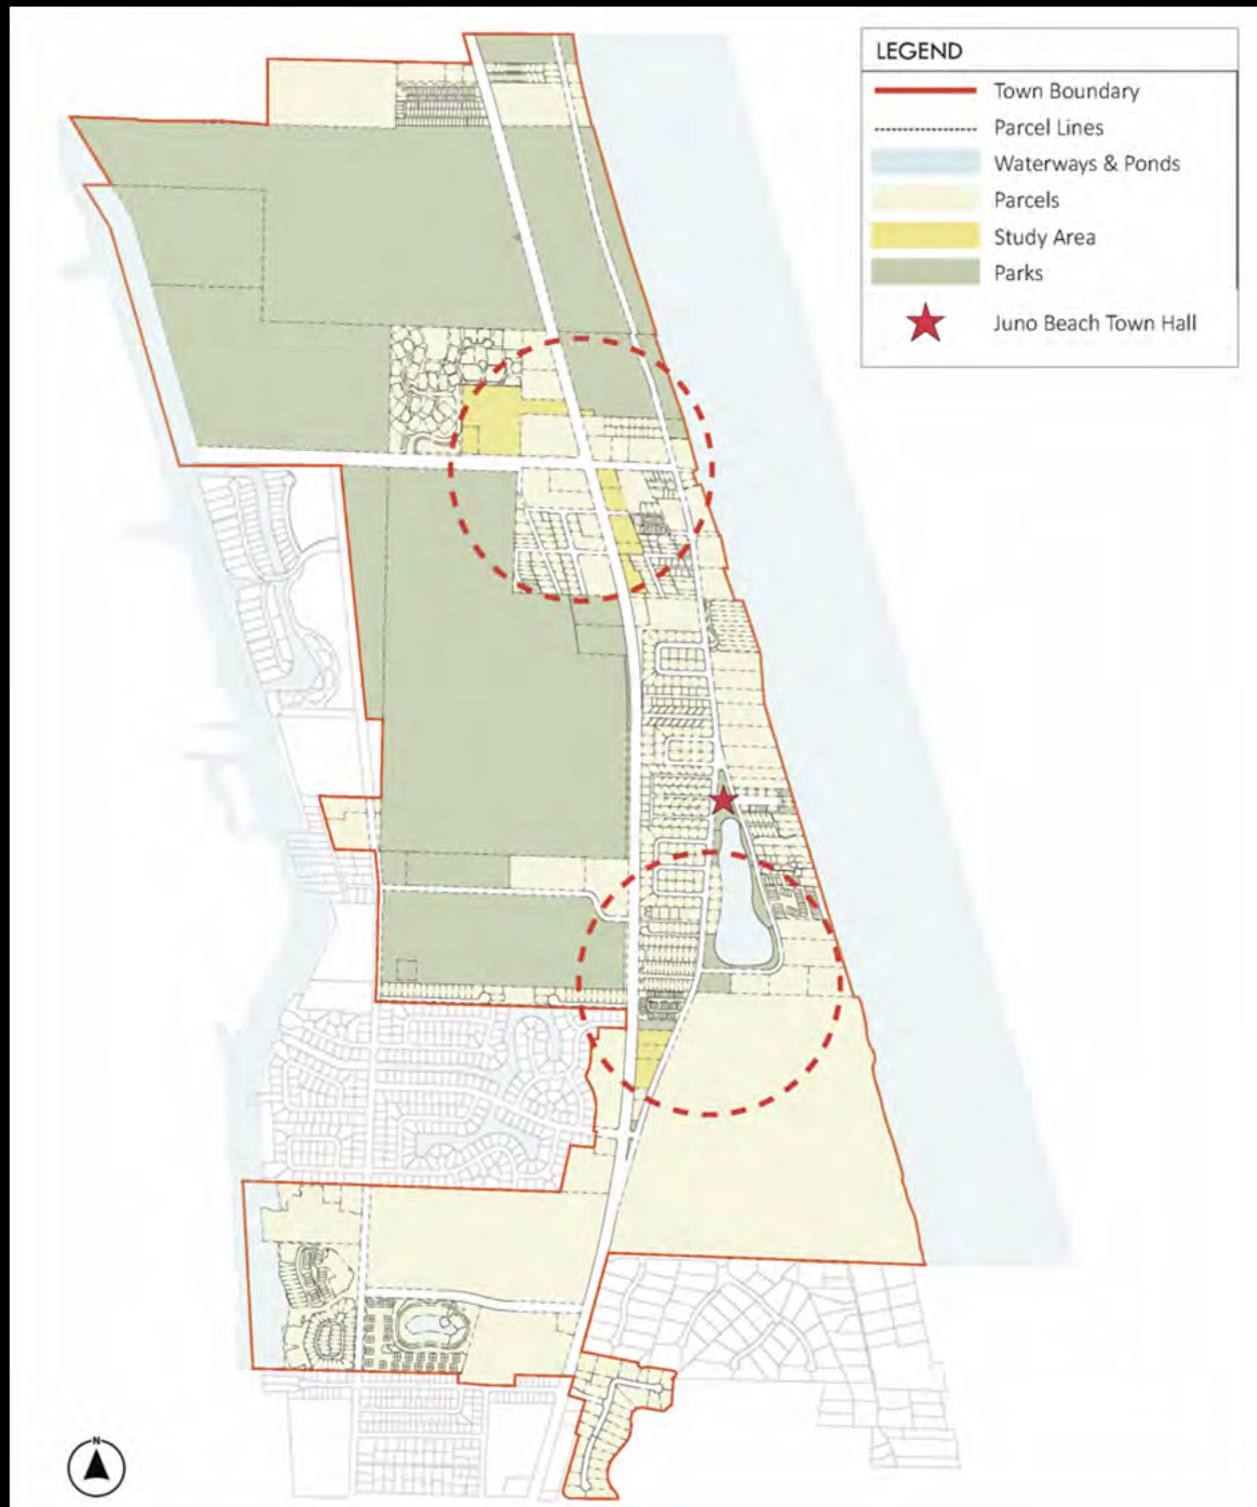 LEGEND
Town Boundary
Parcel Lines
Waterways & Ponds
Parcels
Study Area
Parks
Juno Beach Town Hall
N